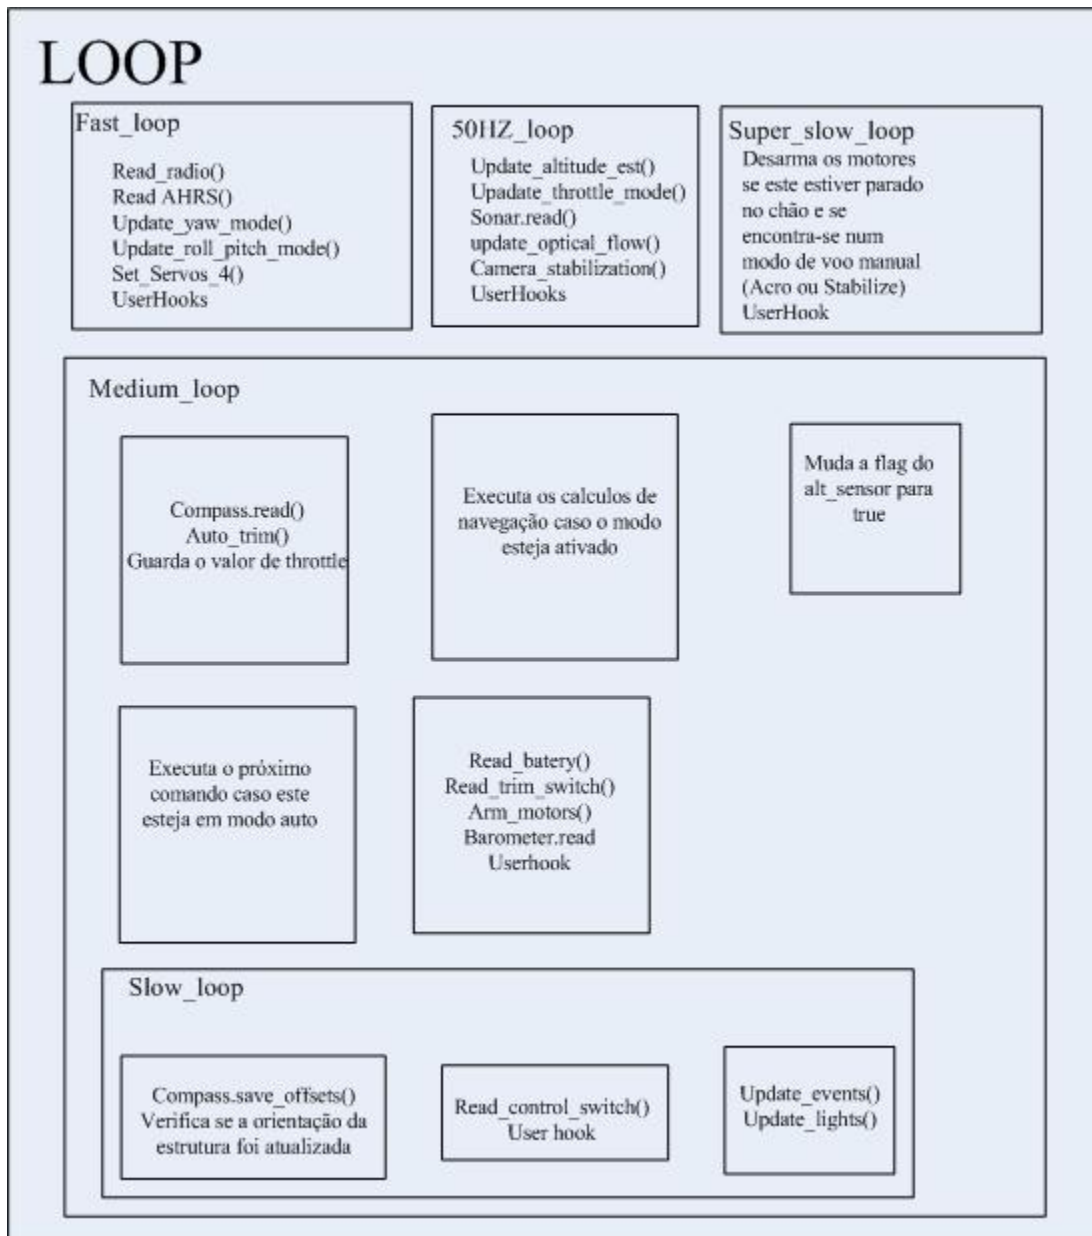 LOOP
Fast_loop
Read_radio()
Read AHRS()
Update_yaw_mode()
Update_roll_pitch_mode()
Set_Servos_4()
UserHooks
50HZ_loop
Update_altitude_est()
Upadate_throttle_mode()
Sonar.read()
update_optical_flow()
Camera_stabilization()
UserHooks
Super_slow_loop
Desarma os motores
se este estiver parado
no chão e se
encontra-se num
modo de voo manual
(Acro ou Stabilize)
UserHook
Medium_loop
Compass.read()
Auto_trim()
Guarda o valor de throttle
Executa os calculos de
navegação caso o modo
esteja ativado
Muda a flag do
alt_sensor para
true
Executa o próximo
comando caso este
esteja em modo auto
Read_batery()
Read_trim_switch()
Arm_motors()
Barometer.read
Userhook
Slow_loop
Compass.save_offsets()
Verifica se a orientação da
estrutura foi atualizada
Read_control_switch()
User hook
Update_events()
Update_lights()